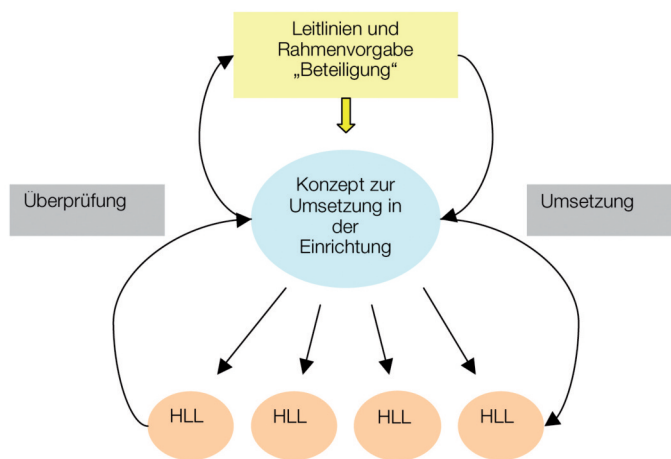 Leitlinien und
Rahmenvorgabe
„Beteiligung“
Konzept zur
Umsetzung in
der
Einrichtung
Überprüfung
Umsetzung
HLL
HLL
HLL
HLL